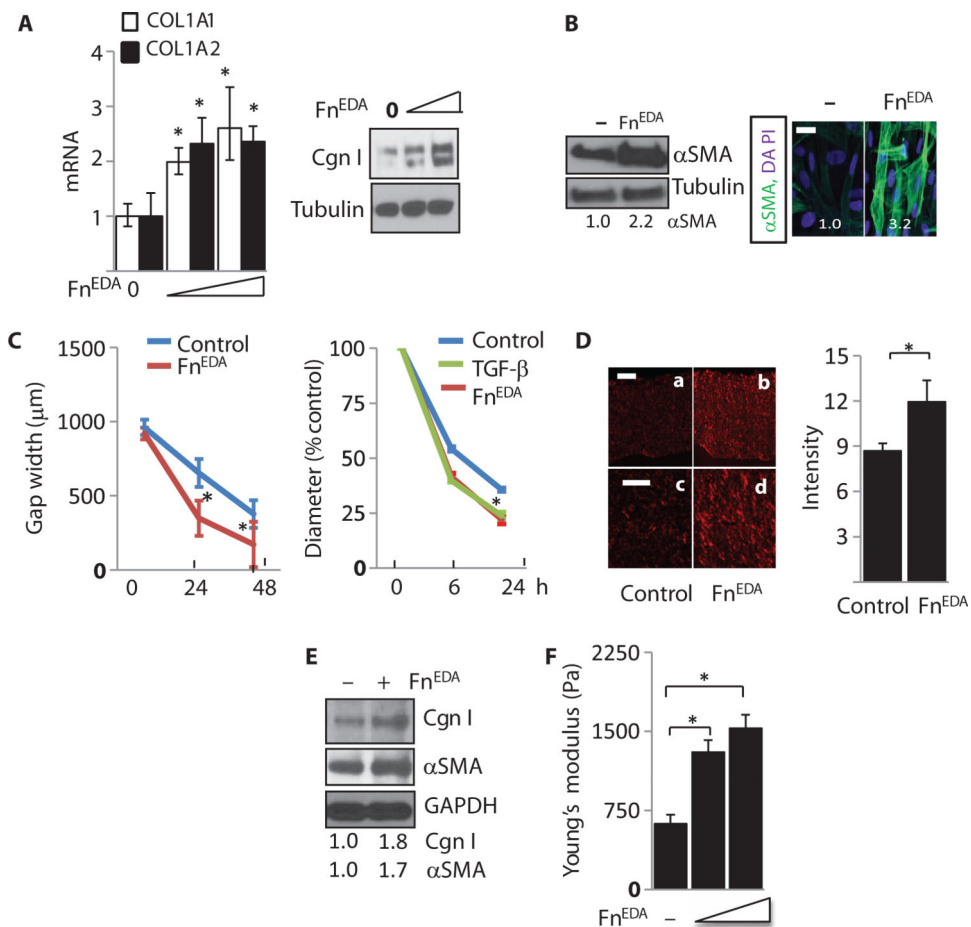 A
COL1A1
COL1A2
4
3
2
1
mRNA
* * * *
Fn^EDA 0
Fn^EDA 0
Cgn I
Tubulin
B
– Fn^EDA
αSMA
Tubulin
1.0 2.2 αSMA
αSMA, DAPI
– Fn^EDA
1.0 3.2
C
Control
Fn^EDA
1500
1000
500
0
Gap width (μm)
*
*
0 24 48
Control
TGF-β
Fn^EDA
100
75
50
25
0
Diameter (% control)
*
0 6 24 h
D
a b
c d
Control Fn^EDA
15
12
9
6
3
Intensity
*
Control Fn^EDA
E
– + Fn^EDA
Cgn I
αSMA
GAPDH
1.0 1.8 Cgn I
1.0 1.7 αSMA
F
2250
1500
750
0
Young's modulus (Pa)
*
*
Fn^EDA –